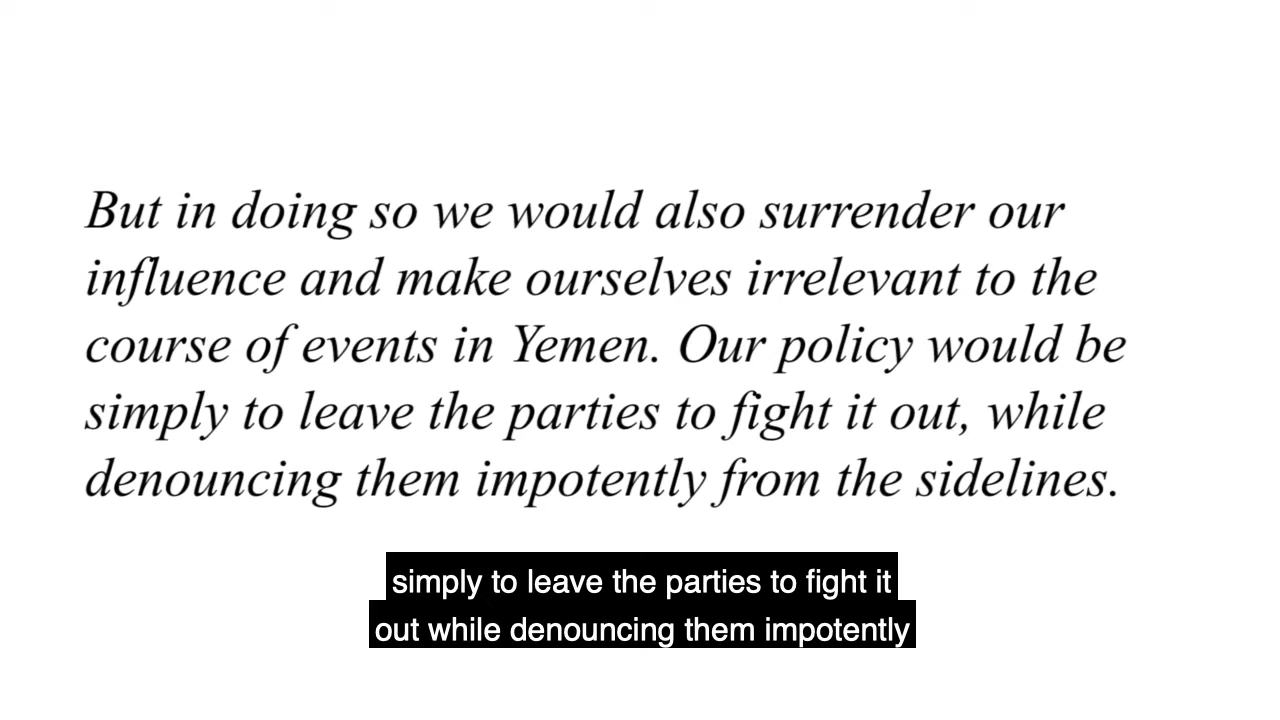 But in doing so we would also surrender our
influence and make ourselves irrelevant to the
course of events in Yemen. Our policy would be
simply to leave the parties to fight it out, while
denouncing them impotently from the sidelines.
simply to leave the parties to fight it
out while denouncing them impotently